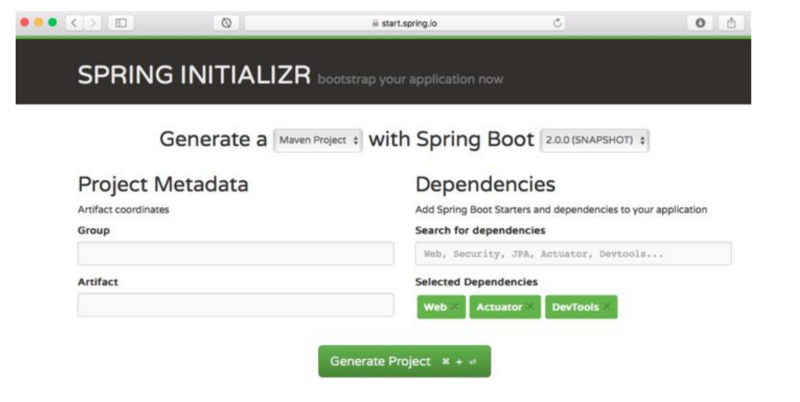 start.spring.io
SPRING INITIALIZR bootstrap your application now
Generate a Maven Project with Spring Boot 2.0.0 (SNAPSHOT)
Project Metadata
Artifact coordinates
Group
Artifact
Dependencies
Add Spring Boot Starters and dependencies to your application
Search for dependencies
Web, Security, JPA, Actuator, Devtools...
Selected Dependencies
Web × Actuator × DevTools ×
Generate Project ⌘ + ⏎